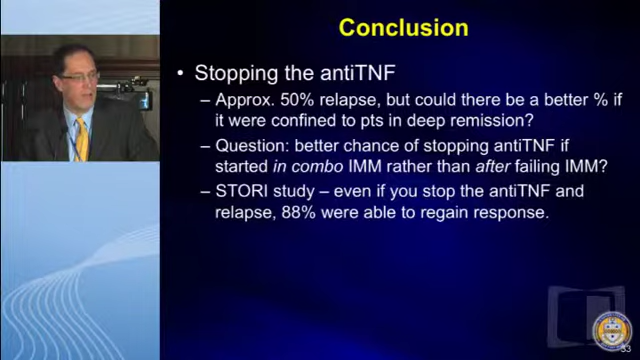 Conclusion
• Stopping the antiTNF
– Approx. 50% relapse, but could there be a better % if
it were confined to pts in deep remission?
– Question: better chance of stopping antiTNF if
started in combo IMM rather than after failing IMM?
– STORI study – even if you stop the antiTNF and
relapse, 88% were able to regain response.
33